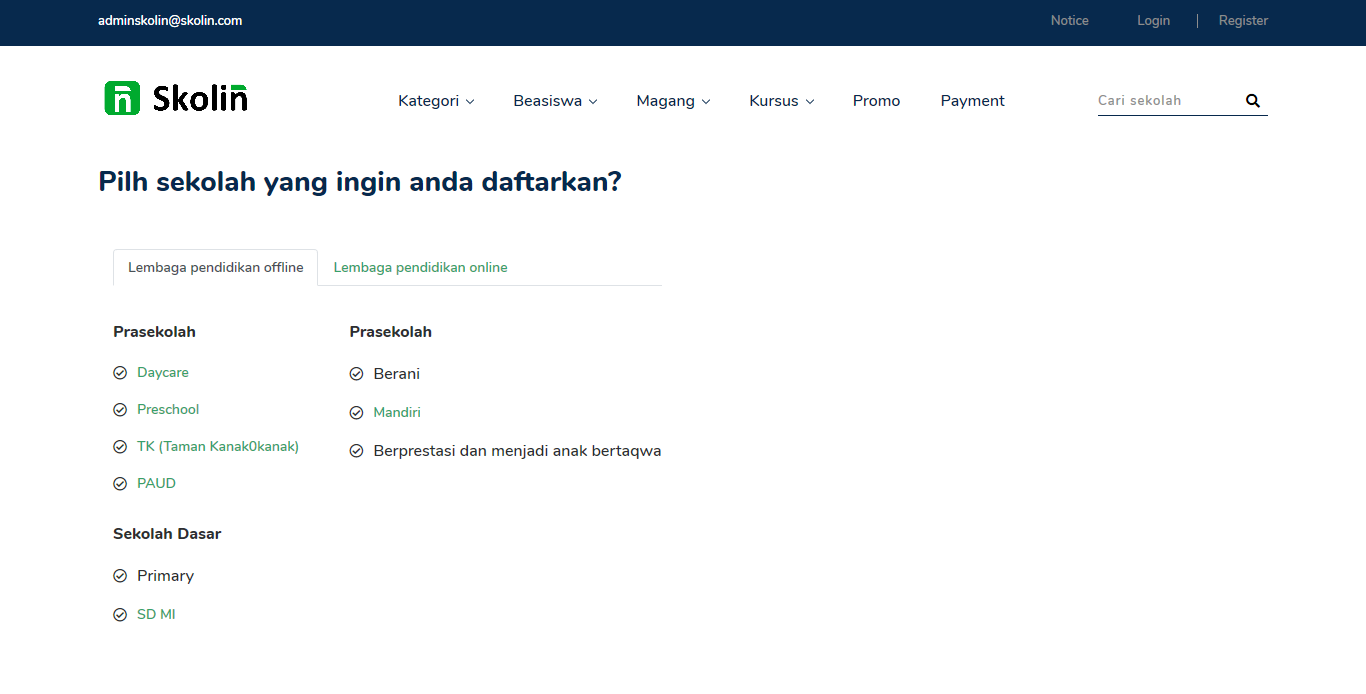 adminskolin@skolin.com
Notice Login Register
Skolin
Kategori Beasiswa Magang Kursus Promo Payment
Cari sekolah
Pilh sekolah yang ingin anda daftarkan?
Lembaga pendidikan offline
Lembaga pendidikan online
Prasekolah
Daycare
Preschool
TK (Taman Kanak0kanak)
PAUD
Sekolah Dasar
Primary
SD MI
Prasekolah
Berani
Mandiri
Berprestasi dan menjadi anak bertaqwa